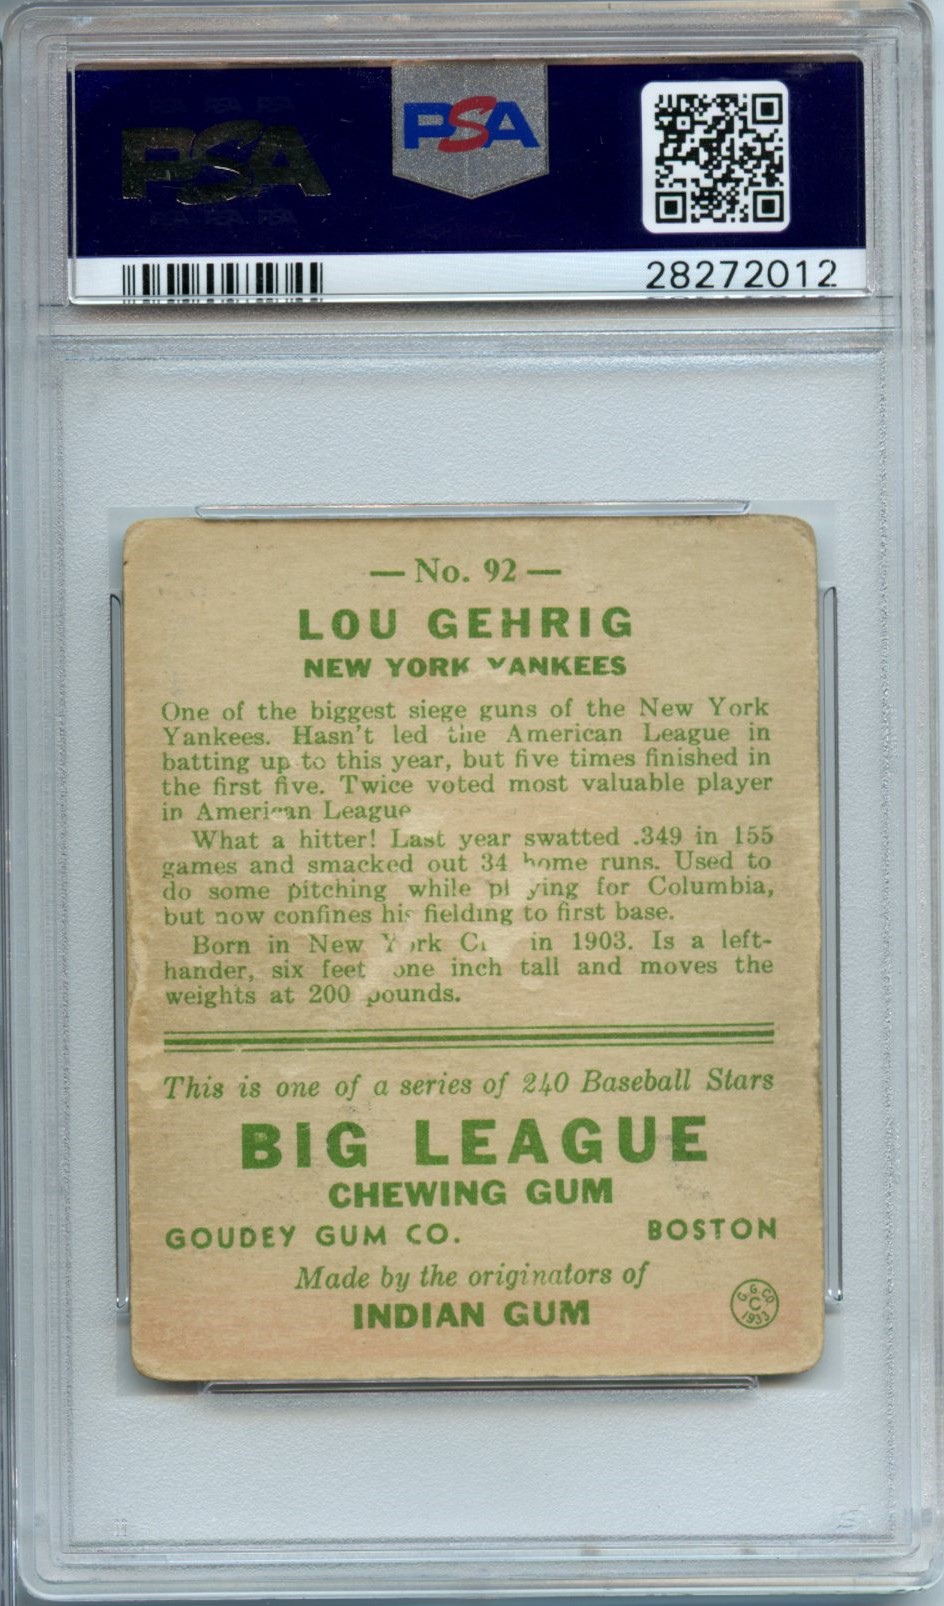 PSA
PSA
28272012
— No. 92 —
LOU GEHRIG
NEW YORK YANKEES
One of the biggest siege guns of the New York
Yankees. Hasn't led the American League in
batting up to this year, but five times finished in
the first five. Twice voted most valuable player
in American League
What a hitter! Last year swatted .349 in 155
games and smacked out 34 home runs. Used to
do some pitching while pl ying for Columbia,
but now confines his fielding to first base.
Born in New York Ci in 1903. Is a left-
hander, six feet one inch tall and moves the
weights at 200 pounds.
This is one of a series of 240 Baseball Stars
BIG LEAGUE
CHEWING GUM
GOUDEY GUM CO. BOSTON
Made by the originators of
INDIAN GUM
G. G. CO.
C
1933